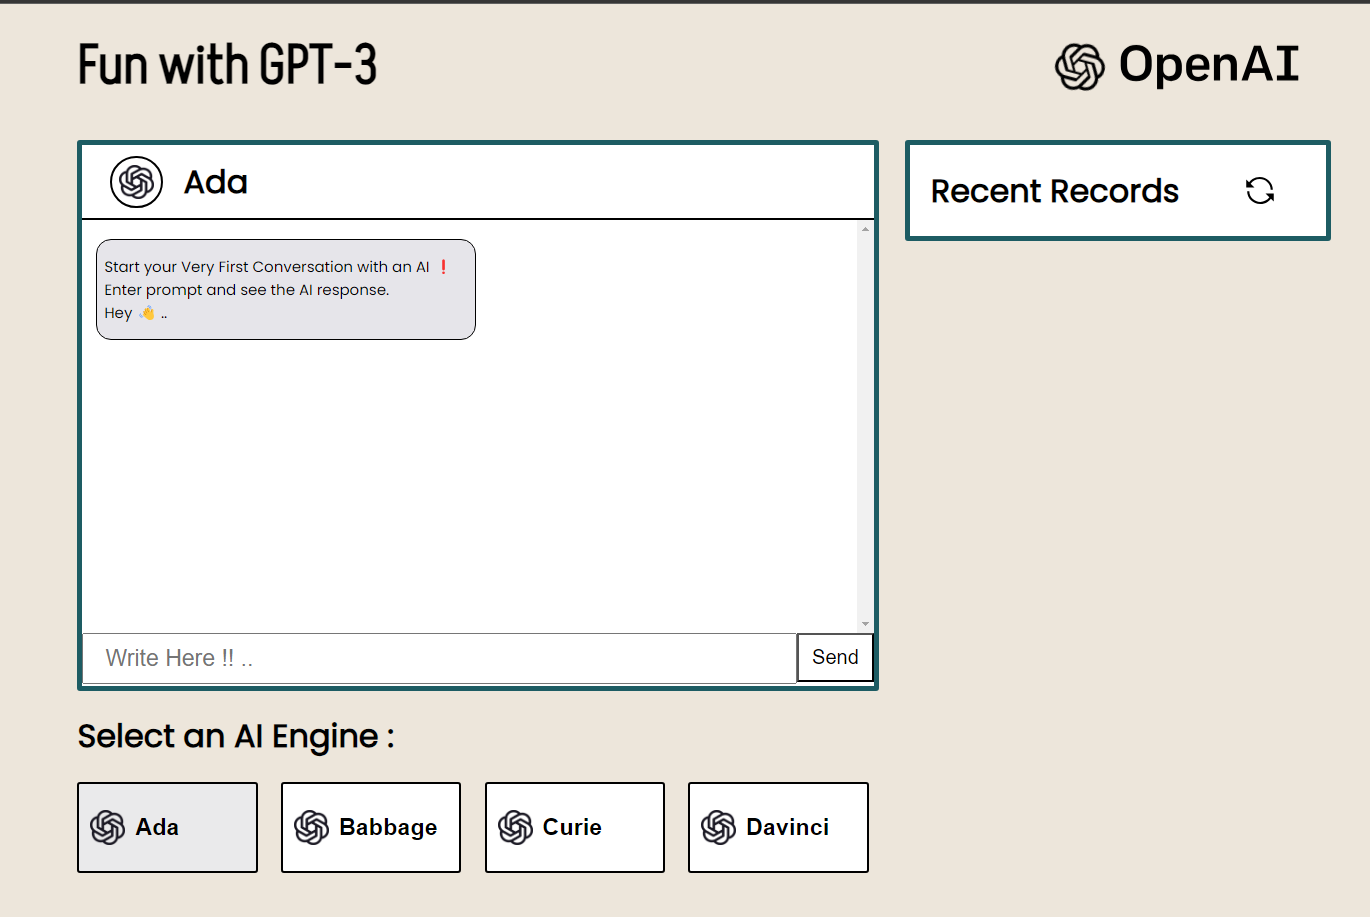 Fun with GPT-3
OpenAI
Ada
Start your Very First Conversation with an AI ❗
Enter prompt and see the AI response.
Hey 👋 ..
Write Here !! ..
Send
Recent Records
Select an AI Engine :
Ada
Babbage
Curie
Davinci